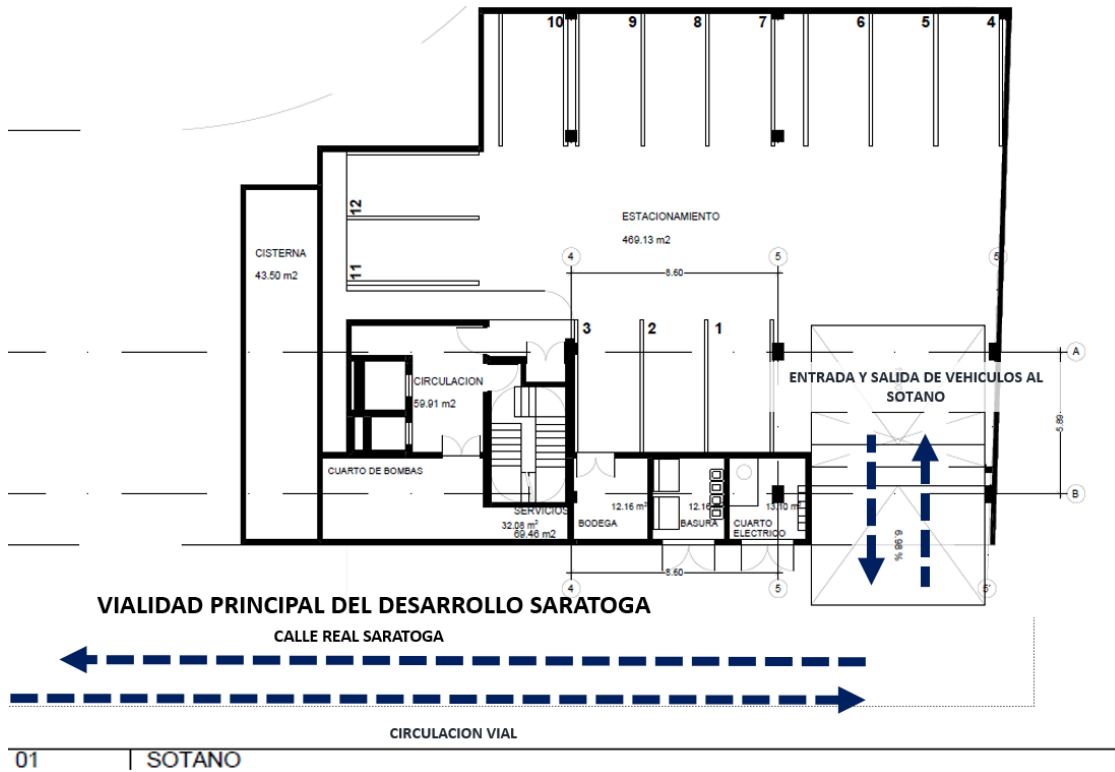 10 9 8 7 6 5 4
12
ESTACIONAMIENTO
469.13 m2
CISTERNA
43.50 m2
11
4 5 5'
8.60
3 2 1
A
CIRCULACION
59.91 m2
ENTRADA Y SALIDA DE VEHICULOS AL
SOTANO
5.89
CUARTO DE BOMBAS
B
SERVICIOS
32.08 m²
69.46 m2
12.16 m²
BODEGA
12.16
BASURA
13.10 m²
CUARTO
ELECTRICO
6.96 %
8.60
4 5 5'
VIALIDAD PRINCIPAL DEL DESARROLLO SARATOGA
CALLE REAL SARATOGA
CIRCULACION VIAL
01 SOTANO